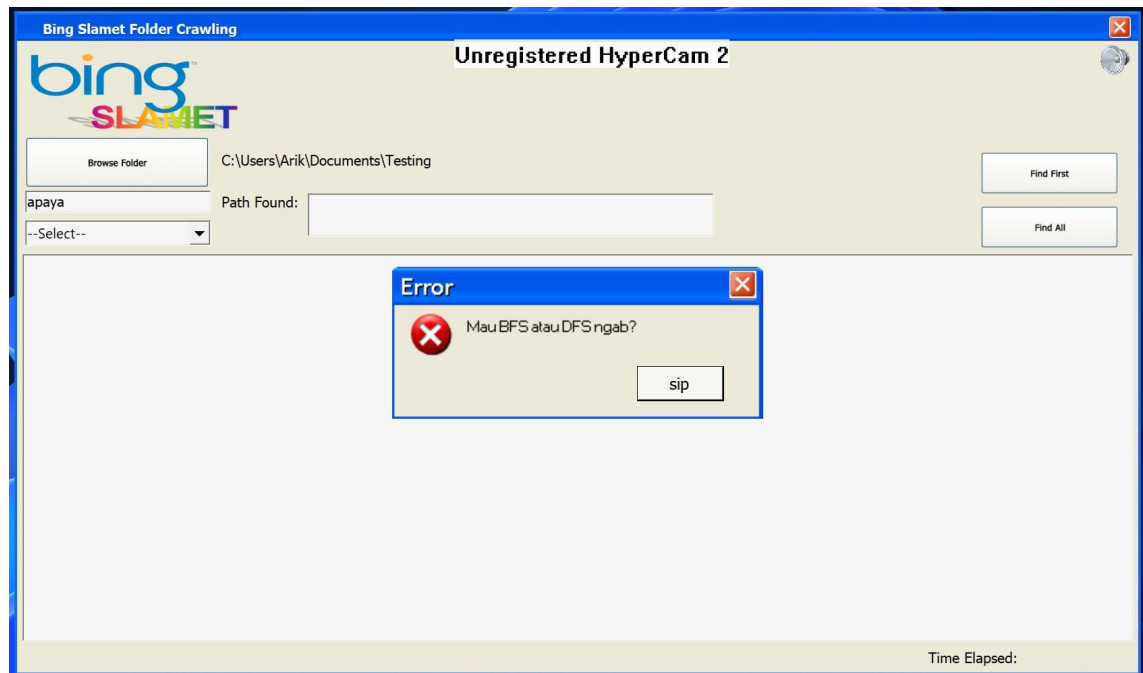 Bing Slamet Folder Crawling
Unregistered HyperCam 2
bing
SLAMET
Browse Folder
C:\Users\Arik\Documents\Testing
Find First
apaya
Path Found:
--Select--
Find All
Error
Mau BFS atau DFS ngab?
sip
Time Elapsed: